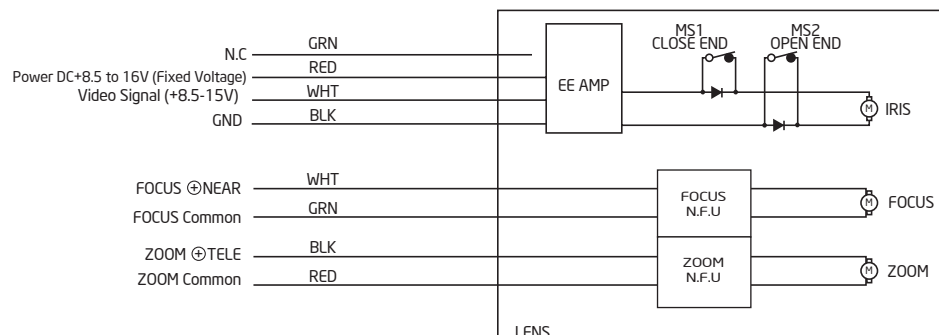 N.C GRN
Power DC+8.5 to 16V (Fixed Voltage) RED
Video Signal (+8.5-15V) WHT
GND BLK
EE AMP
MS1
CLOSE END
MS2
OPEN END
M IRIS
FOCUS ⊕NEAR WHT
FOCUS Common GRN
FOCUS
N.F.U
M FOCUS
ZOOM ⊕TELE BLK
ZOOM Common RED
ZOOM
N.F.U
M ZOOM
LENS